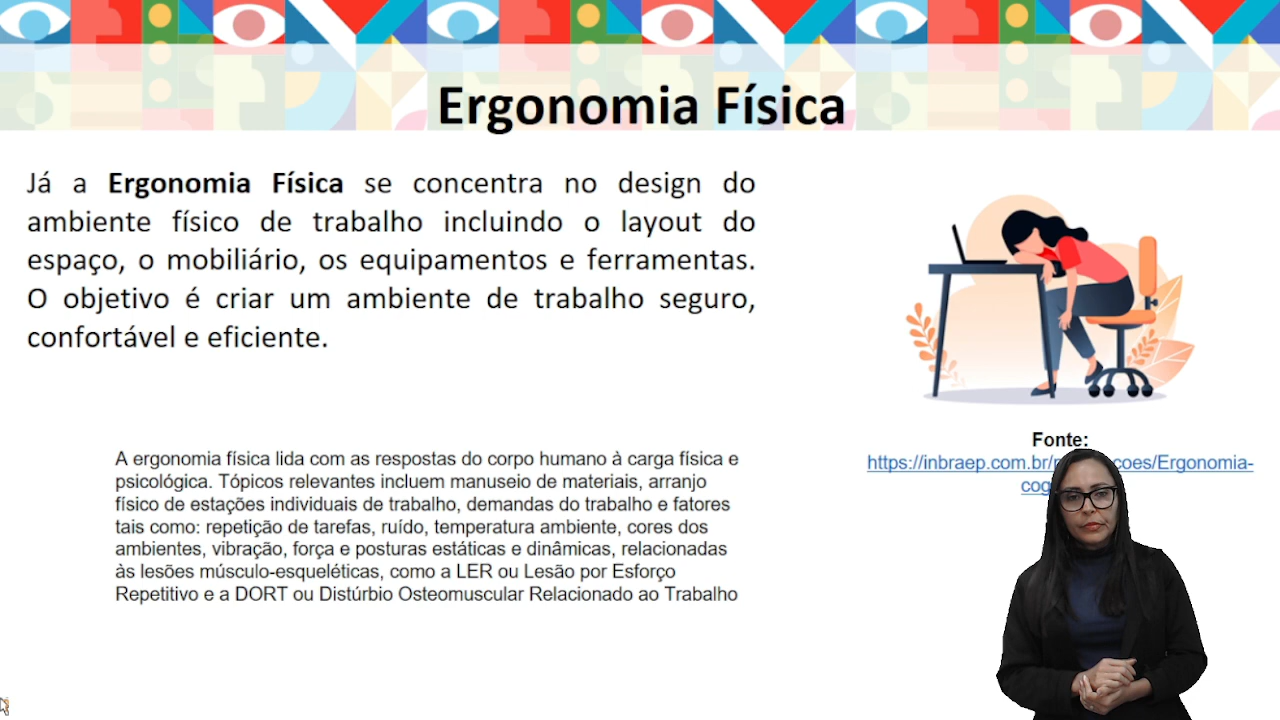 Ergonomia Física
Já a Ergonomia Física se concentra no design do
ambiente físico de trabalho incluindo o layout do
espaço, o mobiliário, os equipamentos e ferramentas.
O objetivo é criar um ambiente de trabalho seguro,
confortável e eficiente.
A ergonomia física lida com as respostas do corpo humano à carga física e
psicológica. Tópicos relevantes incluem manuseio de materiais, arranjo
físico de estações individuais de trabalho, demandas do trabalho e fatores
tais como: repetição de tarefas, ruído, temperatura ambiente, cores dos
ambientes, vibração, força e posturas estáticas e dinâmicas, relacionadas
às lesões músculo-esqueléticas, como a LER ou Lesão por Esforço
Repetitivo e a DORT ou Distúrbio Osteomuscular Relacionado ao Trabalho
Fonte:
https://inbraep.com.br/